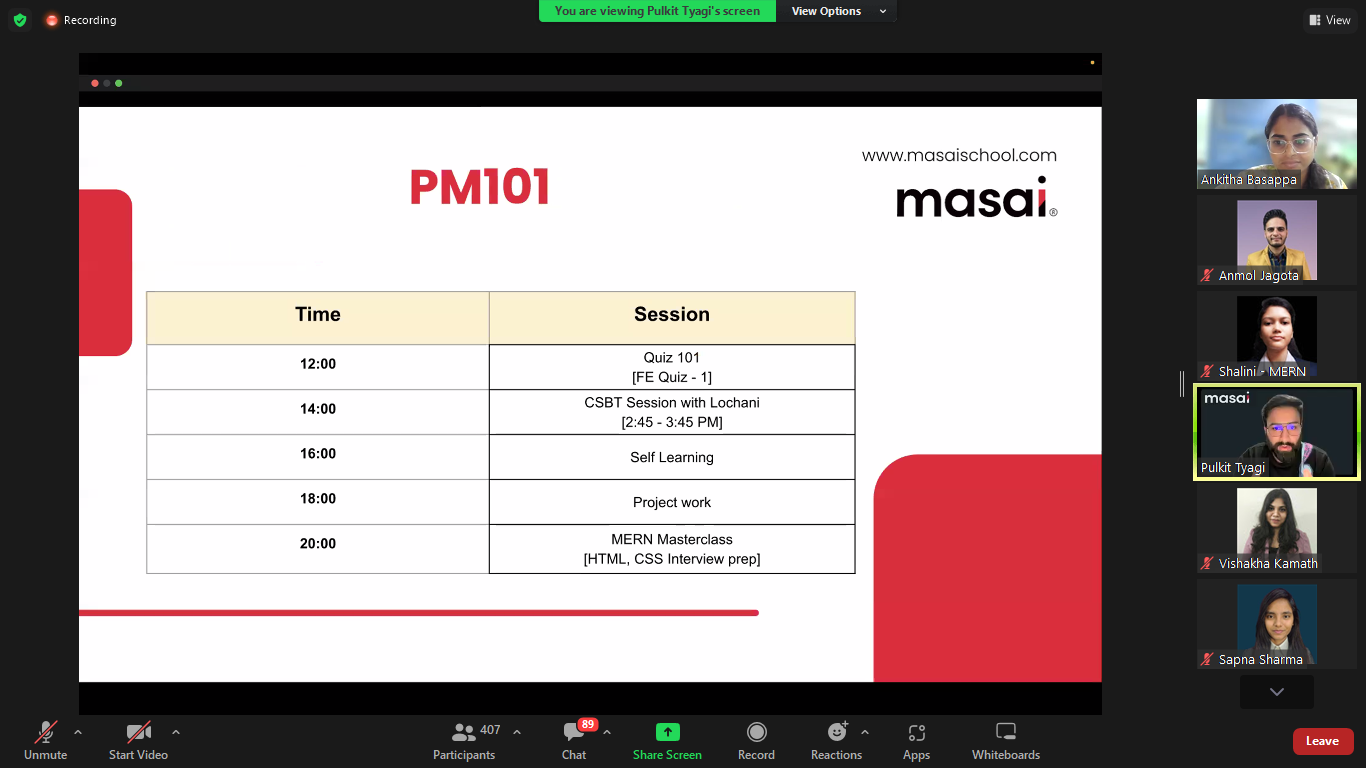 Recording
You are viewing Pulkit Tyagi's screen
View Options
View
www.masaischool.com
PM101
masai®
Time Session
12:00 Quiz 101
[FE Quiz - 1]
14:00 CSBT Session with Lochani
[2:45 - 3:45 PM]
16:00 Self Learning
18:00 Project work
20:00 MERN Masterclass
[HTML, CSS Interview prep]
Ankitha Basappa
Anmol Jagota
Shalini - MERN
masai
Pulkit Tyagi
Vishakha Kamath
Sapna Sharma
Unmute
Start Video
407
Participants
89
Chat
Share Screen
Record
Reactions
Apps
Whiteboards
Leave